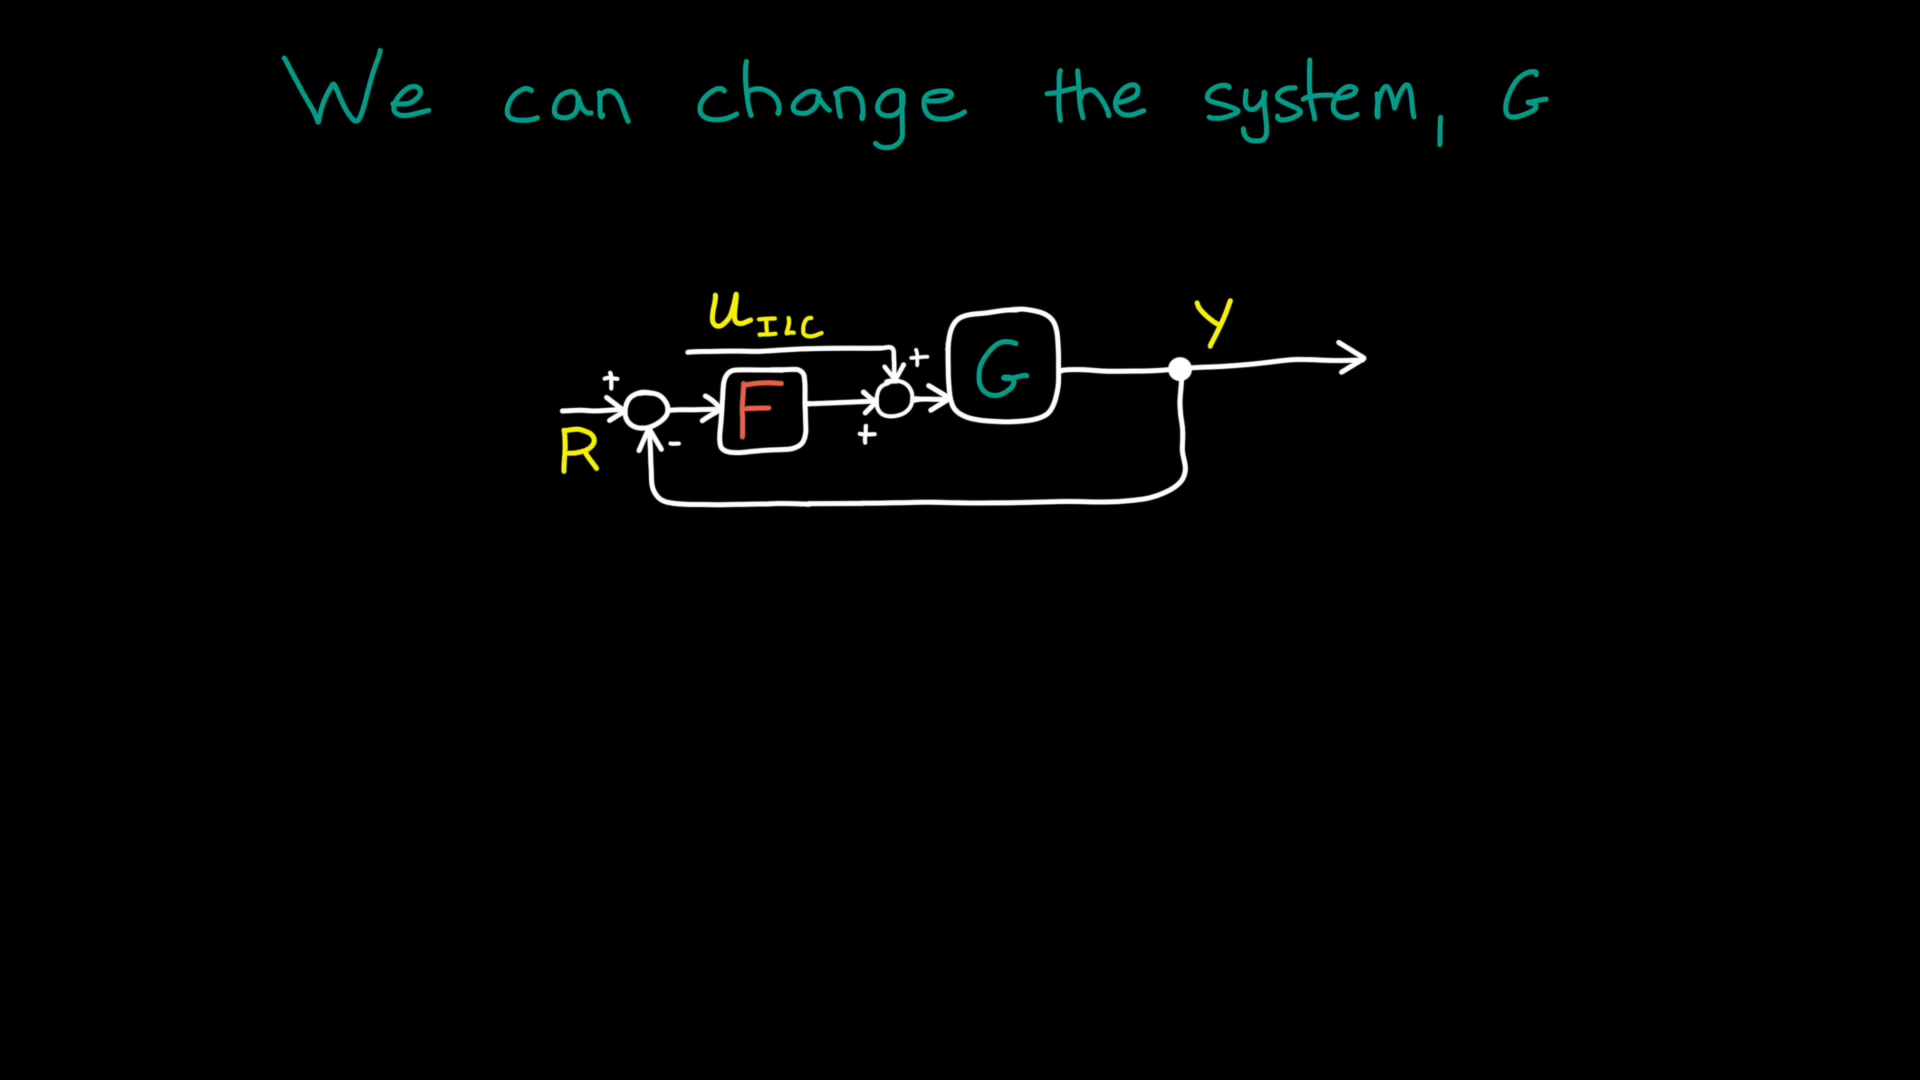 We can change the system, G
u_ILC
+
G
Y
+
F
R
-
+